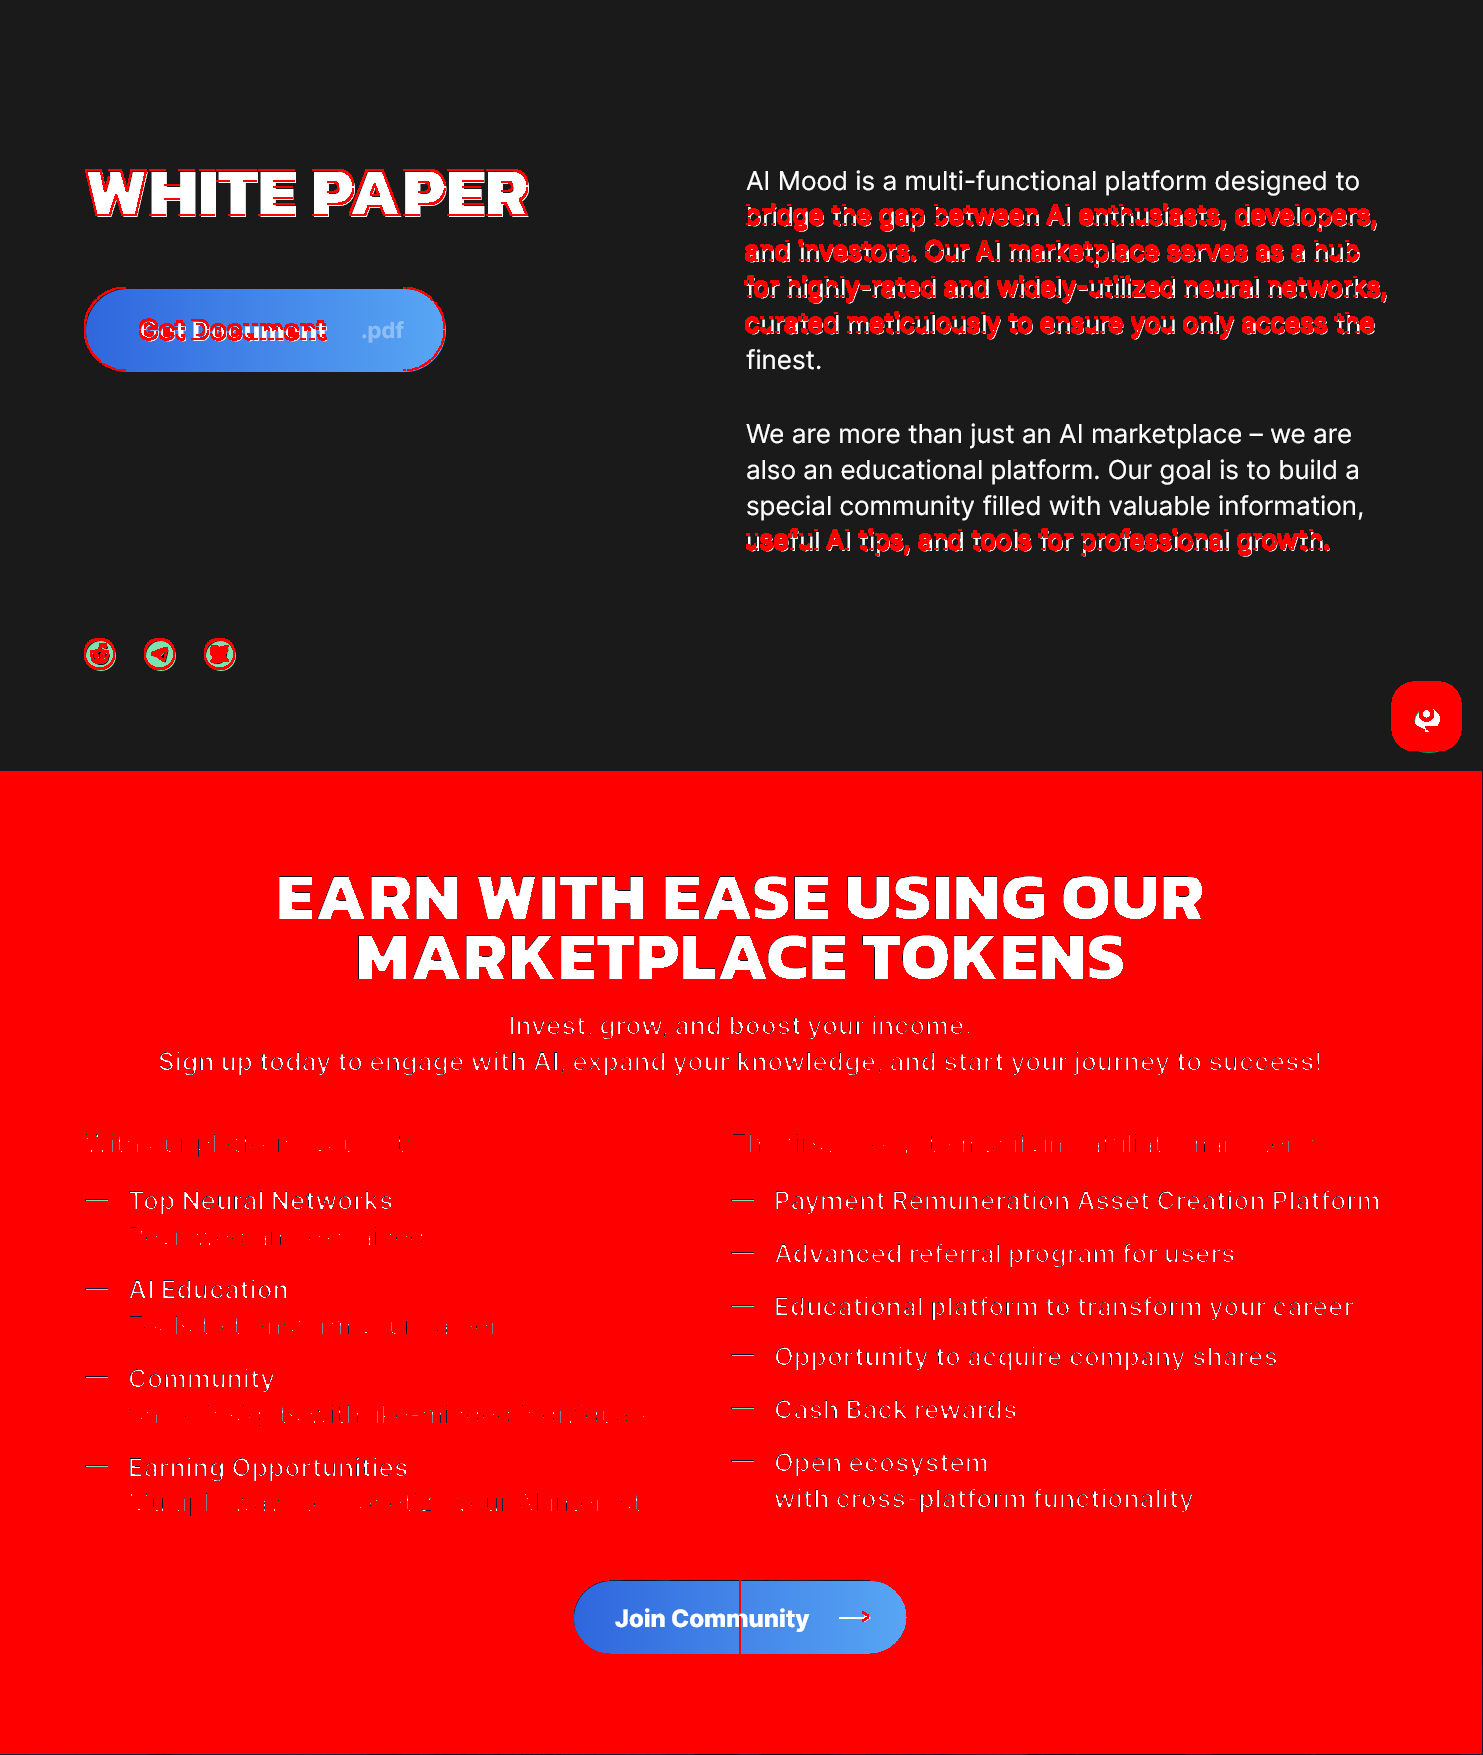 WHITE PAPER
Get Document .pdf
AI Mood is a multi-functional platform designed to
bridge the gap between AI enthusiasts, developers,
and investors. Our AI marketplace serves as a hub
for highly-rated and widely-utilized neural networks,
curated meticulously to ensure you only access the
finest.
We are more than just an AI marketplace – we are
also an educational platform. Our goal is to build a
special community filled with valuable information,
useful AI tips, and tools for professional growth.
EARN WITH EASE USING OUR
MARKETPLACE TOKENS
Invest, grow, and boost your income.
Sign up today to engage with AI, expand your knowledge, and start your journey to success!
— Top Neural Networks
— AI Education
— Community
— Earning Opportunities
— Payment Remuneration Asset Creation Platform
— Advanced referral program for users
— Educational platform to transform your career
— Opportunity to acquire company shares
— Cash Back rewards
— Open ecosystem
with cross-platform functionality
Join Community